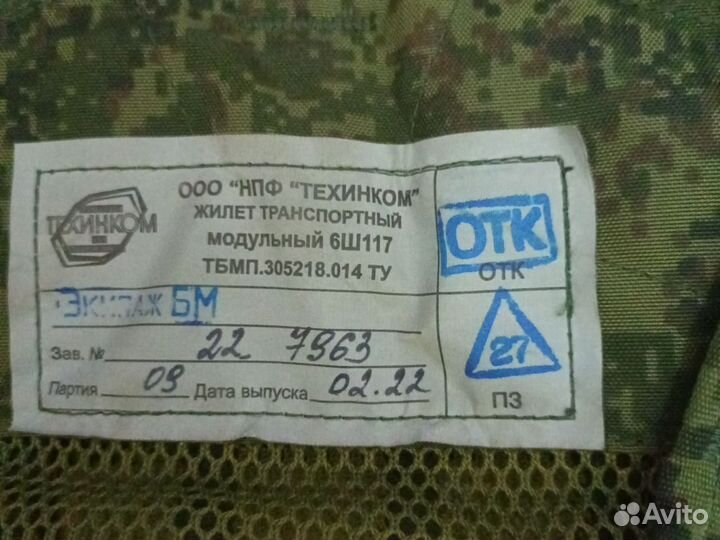 ТЕХИНКОМ
ООО "НПФ "ТЕХИНКОМ"
ЖИЛЕТ ТРАНСПОРТНЫЙ
МОДУЛЬНЫЙ 6Ш117
ТБМП.305218.014 ТУ
ОТК
ОТК
ЭКИПАЖ БМ
Зав. № 22 7963
Партия 09 Дата выпуска 02.22
27
ПЗ
Avito